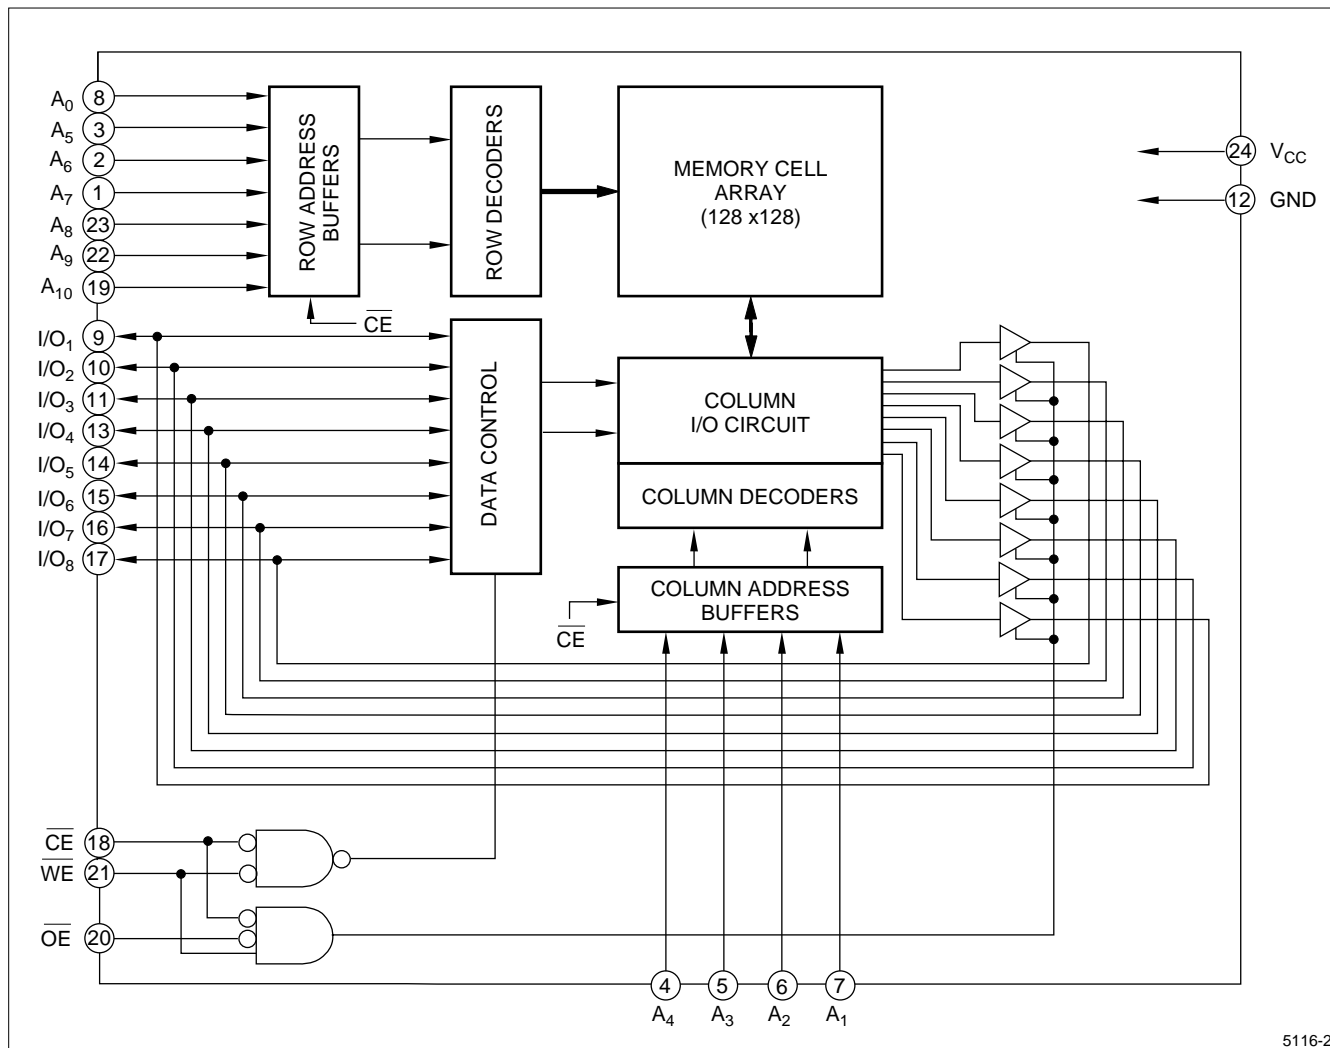 A0 8
A5 3
A6 2
A7 1
A8 23
A9 22
A10 19
ROW ADDRESS
BUFFERS
ROW DECODERS
MEMORY CELL
ARRAY
(128 x128)
24 VCC
12 GND
CE
I/O1 9
I/O2 10
I/O3 11
I/O4 13
I/O5 14
I/O6 15
I/O7 16
I/O8 17
DATA CONTROL
COLUMN
I/O CIRCUIT
COLUMN DECODERS
COLUMN ADDRESS
BUFFERS
CE
CE 18
WE 21
OE 20
4 5 6 7
A4 A3 A2 A1
5116-2